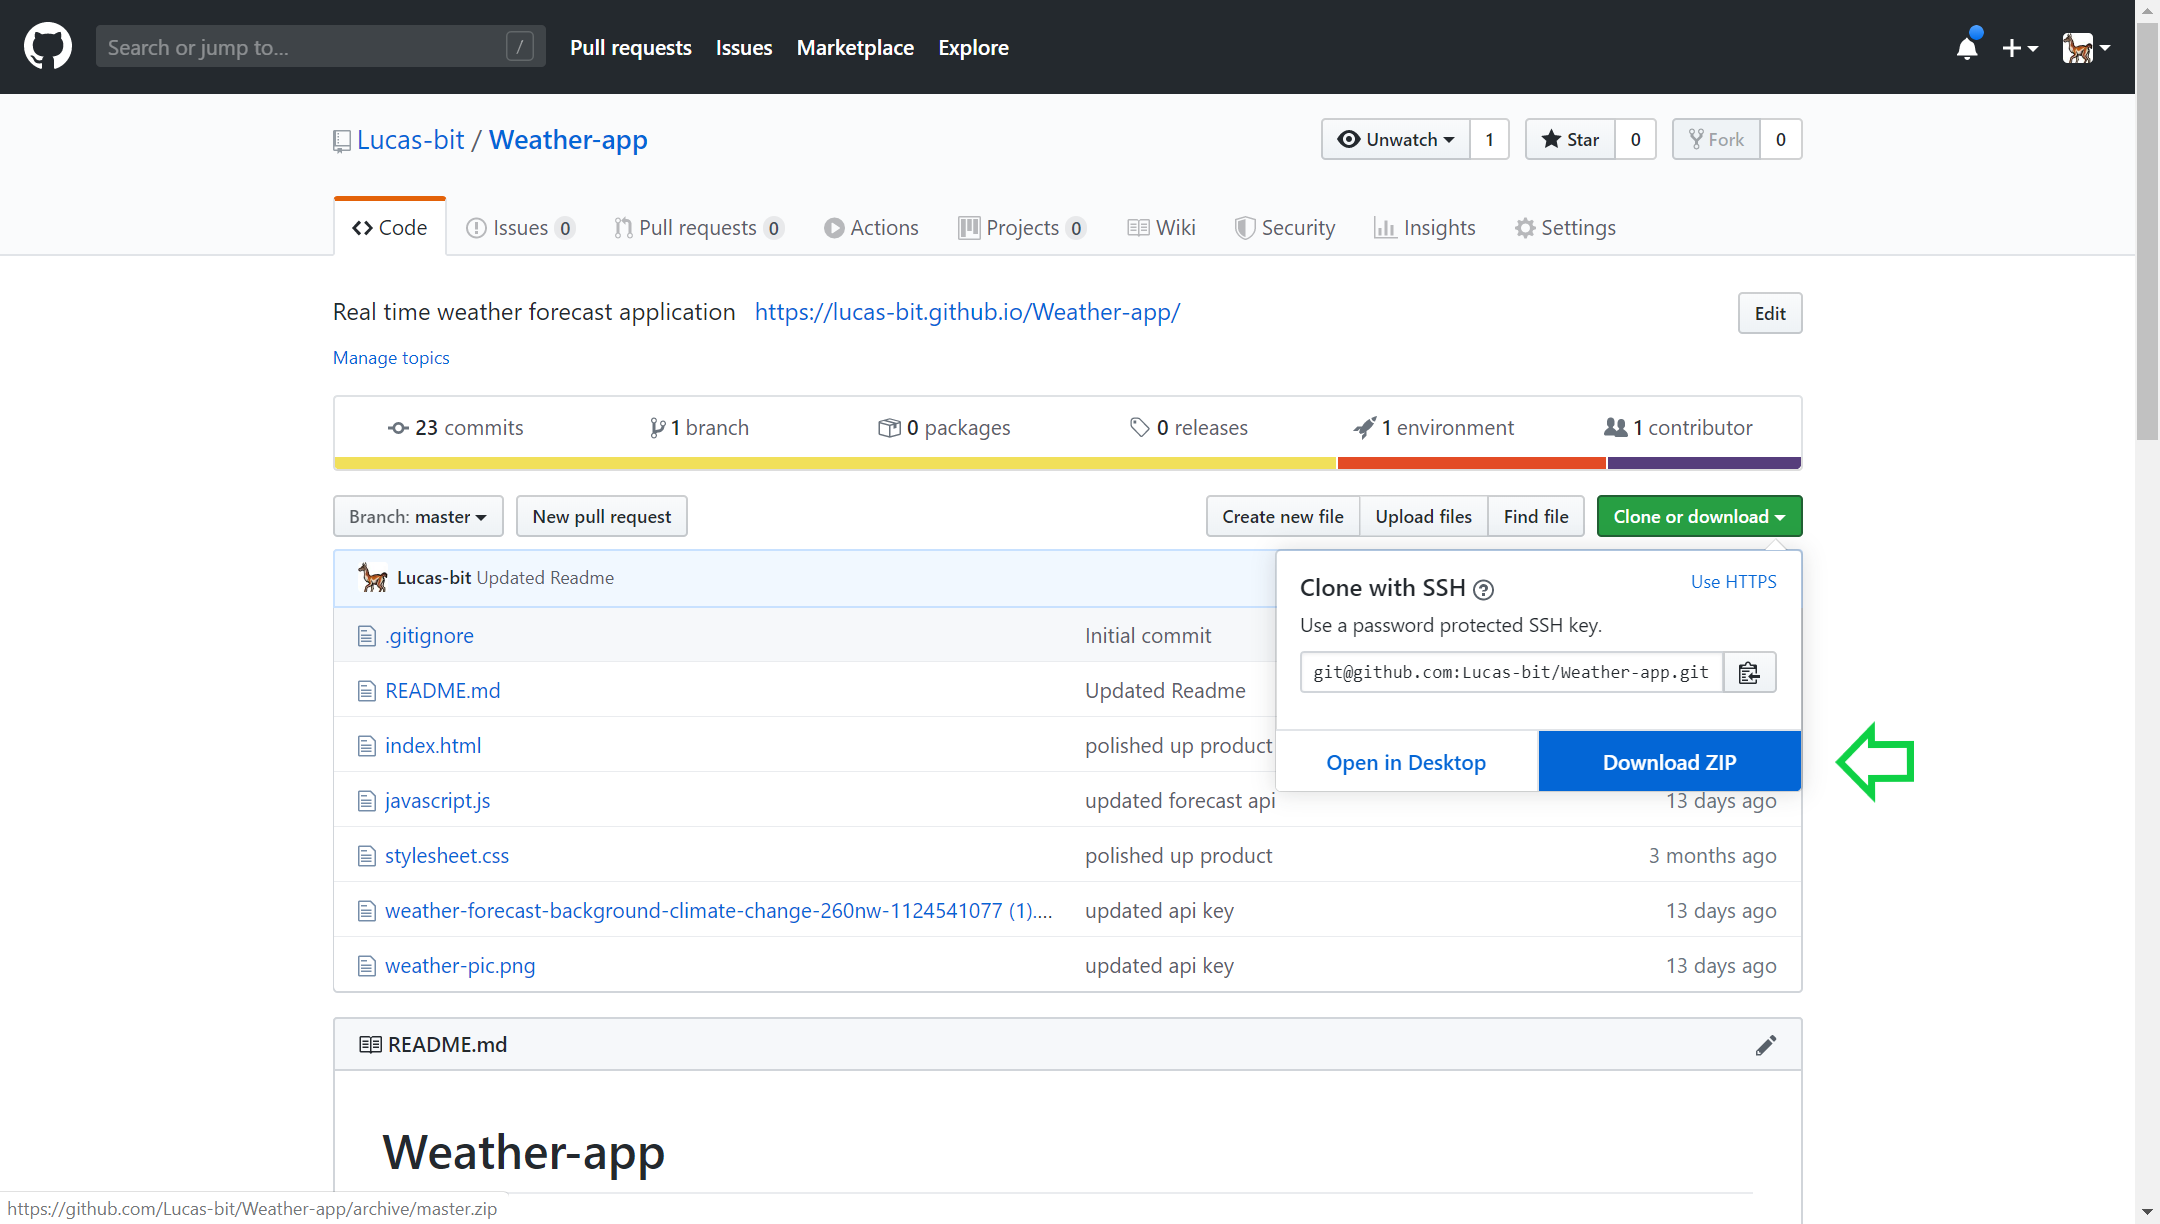 Search or jump to... / Pull requests Issues Marketplace Explore
Lucas-bit / Weather-app Unwatch 1 Star 0 Fork 0
Code Issues 0 Pull requests 0 Actions Projects 0 Wiki Security Insights Settings
Real time weather forecast application https://lucas-bit.github.io/Weather-app/ Edit
Manage topics
23 commits 1 branch 0 packages 0 releases 1 environment 1 contributor
Branch: master New pull request Create new file Upload files Find file Clone or download
Lucas-bit Updated Readme
Clone with SSH ? Use HTTPS
Use a password protected SSH key.
git@github.com:Lucas-bit/Weather-app.git
Open in Desktop Download ZIP
.gitignore Initial commit
README.md Updated Readme
index.html polished up product
javascript.js updated forecast api 13 days ago
stylesheet.css polished up product 3 months ago
weather-forecast-background-climate-change-260nw-1124541077 (1).... updated api key 13 days ago
weather-pic.png updated api key 13 days ago
README.md
Weather-app
https://github.com/Lucas-bit/Weather-app/archive/master.zip